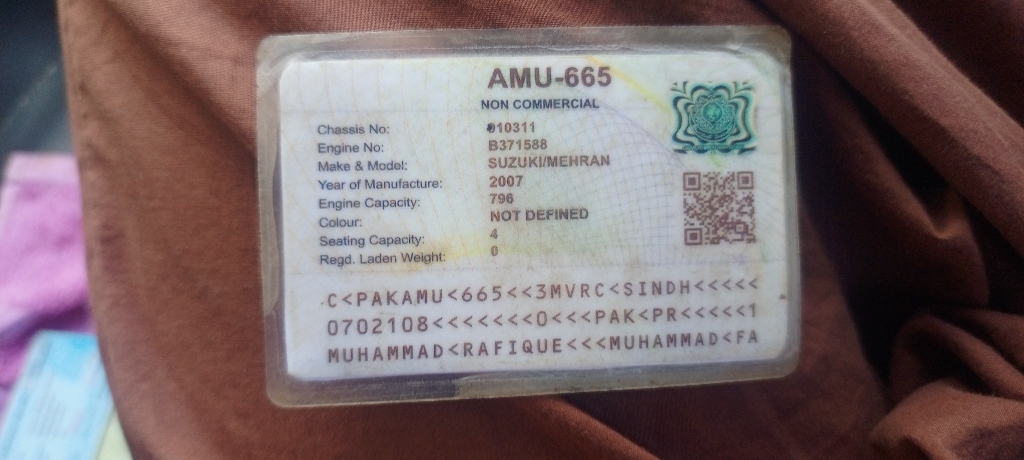 AMU-665
NON COMMERCIAL
Chassis No: 010311
Engine No: B371588
Make & Model: SUZUKI/MEHRAN
Year of Manufacture: 2007
Engine Capacity: 796
Colour: NOT DEFINED
Seating Capacity: 4
Regd. Laden Weight: 0
C<PAKAMU<665<<3MVRC<SINDH<<<<<
0702108<<<<<<<0<<<PAK<PR<<<<<1
MUHAMMAD<RAFIQUE<<<MUHAMMAD<FA